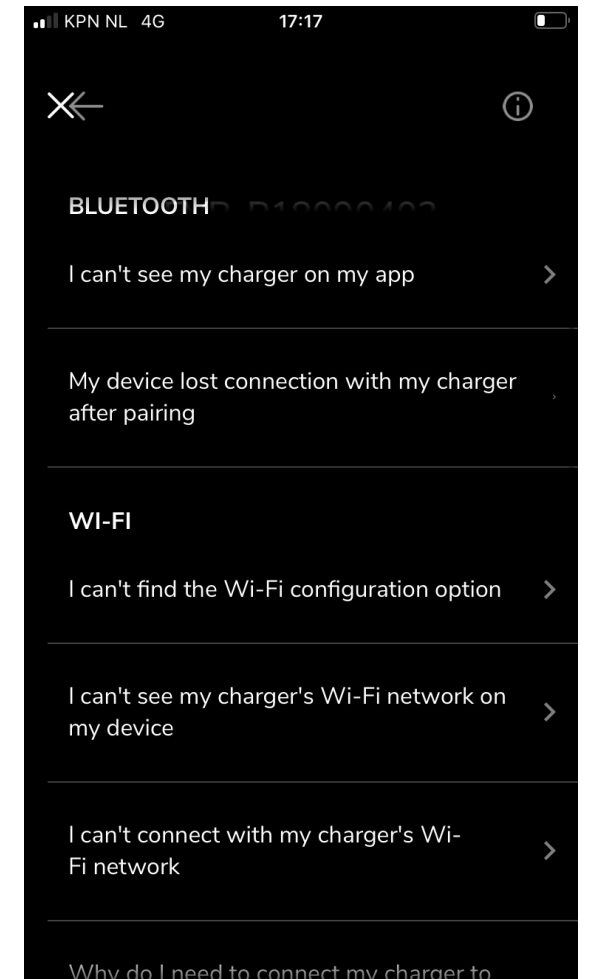 KPN NL 4G 17:17
BLUETOOTH
I can't see my charger on my app
My device lost connection with my charger
after pairing
WI-FI
I can't find the Wi-Fi configuration option
I can't see my charger's Wi-Fi network on
my device
I can't connect with my charger's Wi-
Fi network
Why do I need to connect my charger to